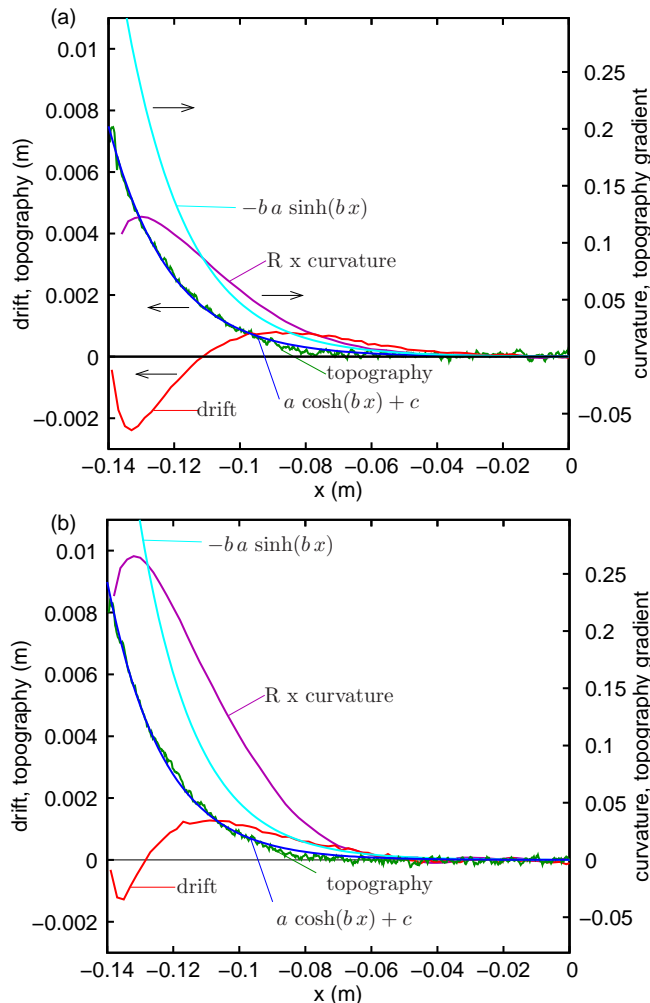 (a)
0.01
0.008
0.006
0.004
0.002
0
−0.002
0.25
0.2
0.15
0.1
0.05
0
−0.05
drift, topography (m)
curvature, topography gradient
−b a sinh(b x)
R x curvature
topography
a cosh(b x) + c
drift
−0.14 −0.12 −0.1 −0.08 −0.06 −0.04 −0.02 0
x (m)
(b)
0.01
0.008
0.006
0.004
0.002
0
−0.002
0.25
0.2
0.15
0.1
0.05
0
−0.05
drift, topography (m)
curvature, topography gradient
−b a sinh(b x)
R x curvature
drift
topography
a cosh(b x) + c
−0.14 −0.12 −0.1 −0.08 −0.06 −0.04 −0.02 0
x (m)